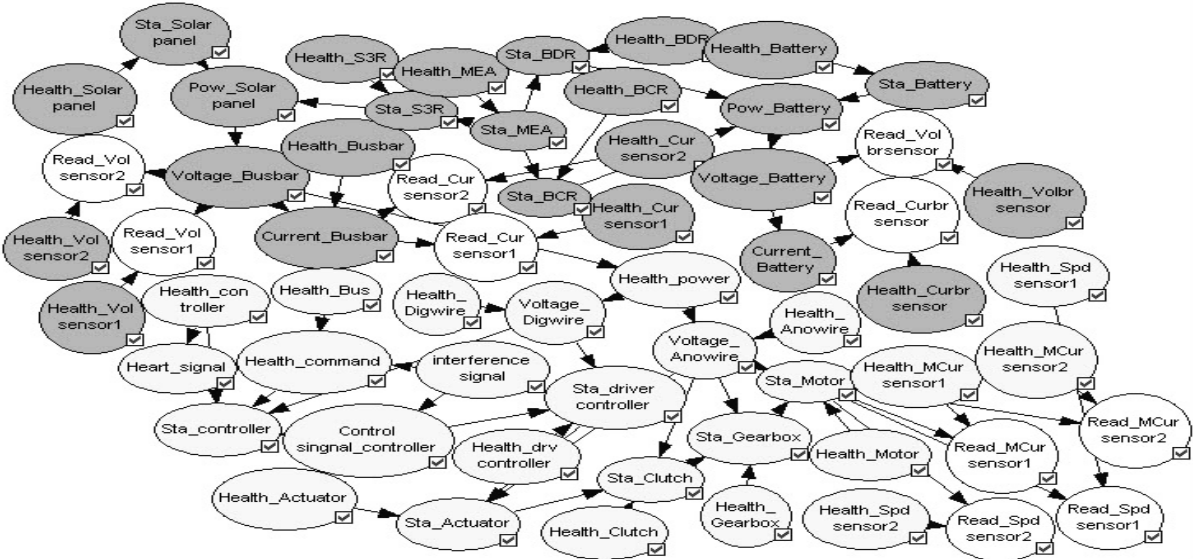 Sta_Solar
panel
Health_S3R
Health_MEA
Sta_BDR
Health_BDR
Health_Battery
Health_Solar
panel
Pow_Solar
panel
Sta_S3R
Sta_MEA
Health_BCR
Pow_Battery
Sta_Battery
Read_Vol
sensor2
Voltage_Busbar
Health_Busbar
Read_Cur
sensor2
Health_Cur
sensor2
Voltage_Battery
Read_Vol
brsensor
Sta_BCR
Health_Cur
sensor1
Read_Curbr
sensor
Health_Volbr
sensor
Health_Vol
sensor2
Read_Vol
sensor1
Current_Busbar
Read_Cur
sensor1
Current_
Battery
Health_Vol
sensor1
Health_con
troller
Health_Bus
Health_
Digwire
Voltage_
Digwire
Health_power
Health_Curbr
sensor
Health_Spd
sensor1
Heart_signal
Health_command
interference
signal
Voltage_
Anowire
Health_
Anowire
Health_MCur
sensor1
Health_MCur
sensor2
Sta_driver
controller
Sta_Motor
Sta_controller
Control
singnal_controller
Health_drv
controller
Sta_Gearbox
Health_Motor
Read_MCur
sensor1
Read_MCur
sensor2
Health_Actuator
Sta_Actuator
Sta_Clutch
Health_Clutch
Health_
Gearbox
Health_Spd
sensor2
Read_Spd
sensor2
Read_Spd
sensor1